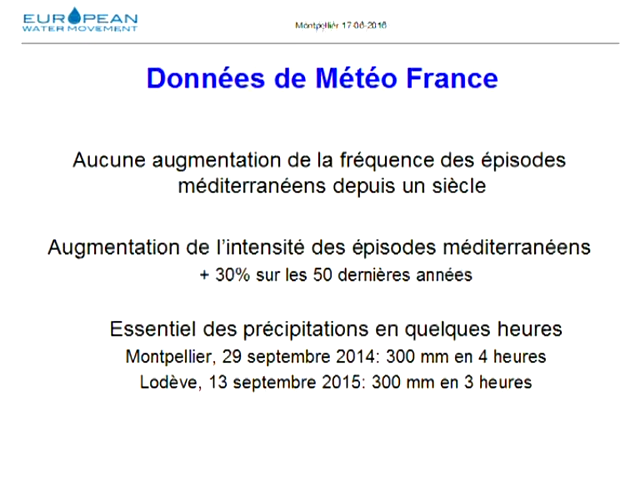 EUROPEAN
WATER MOVEMENT
Montpellier 17-06-2016
Données de Météo France
Aucune augmentation de la fréquence des épisodes
méditerranéens depuis un siècle
Augmentation de l'intensité des épisodes méditerranéens
+ 30% sur les 50 dernières années
Essentiel des précipitations en quelques heures
Montpellier, 29 septembre 2014: 300 mm en 4 heures
Lodève, 13 septembre 2015: 300 mm en 3 heures